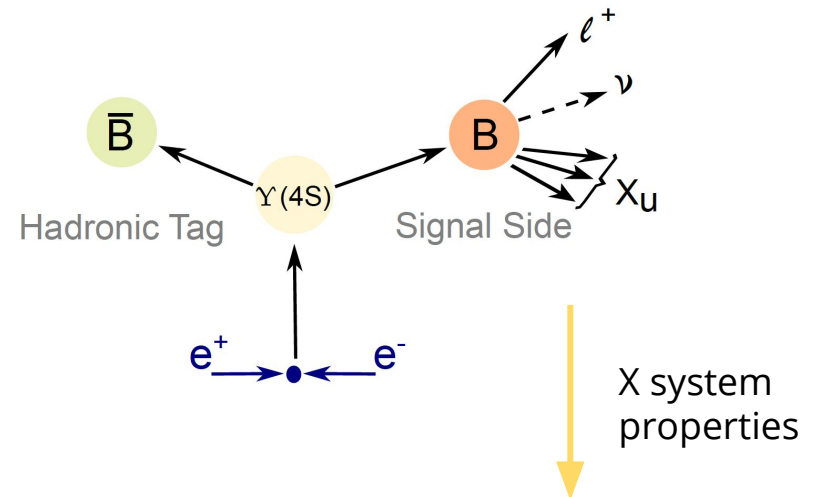 ℓ⁺
ν
B̅
B
ϒ(4S)
Xᵤ
Hadronic Tag
Signal Side
e⁺
e⁻
X system
properties